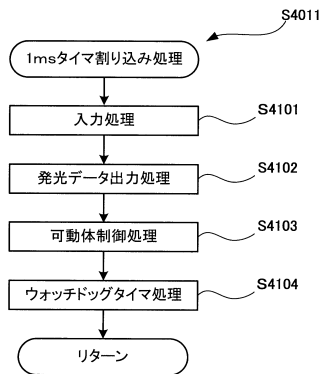 S4011
1msタイマ割り込み処理
入力処理
S4101
発光データ出力処理
S4102
可動体制御処理
S4103
ウォッチドッグタイマ処理
S4104
リターン